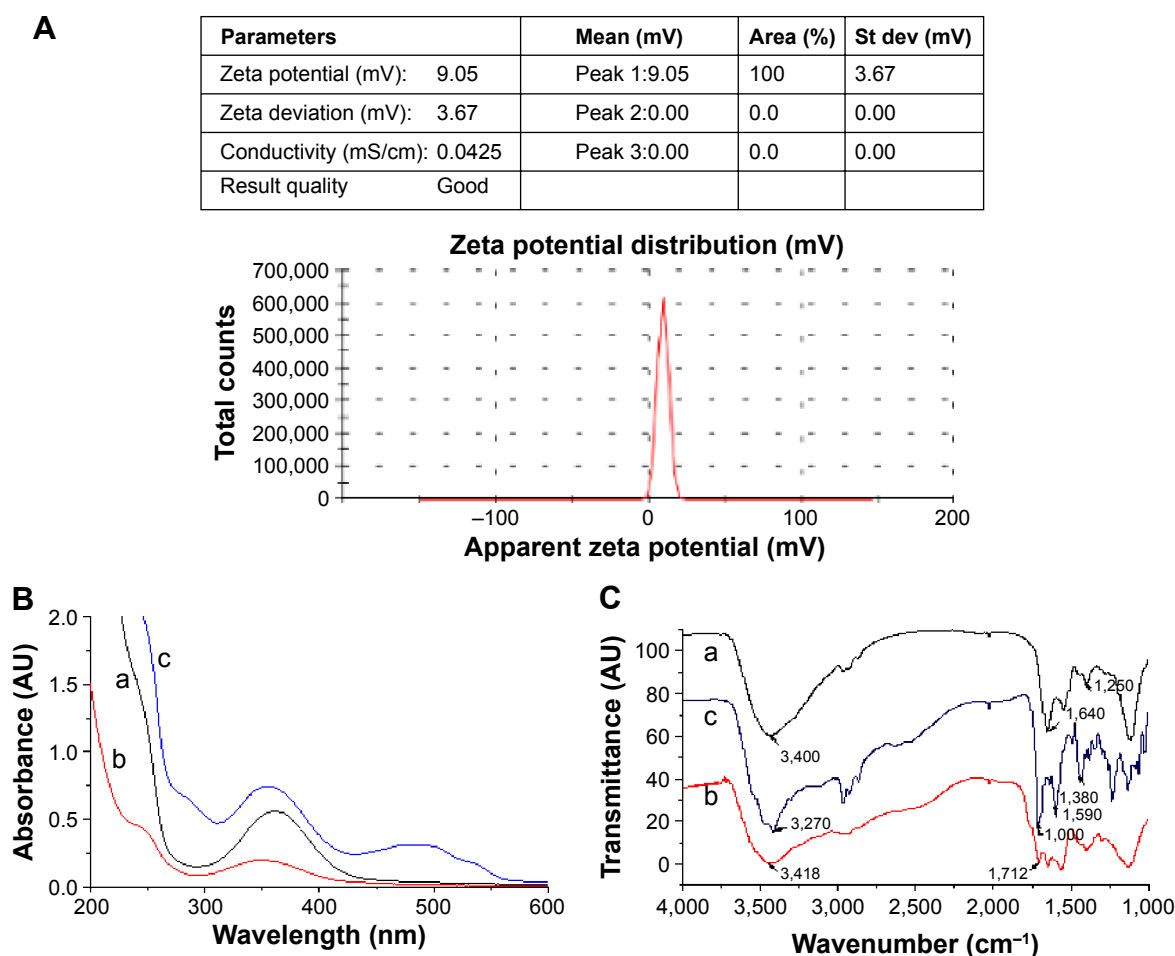 A
Parameters Mean (mV) Area (%) St dev (mV)
Zeta potential (mV): 9.05 Peak 1:9.05 100 3.67
Zeta deviation (mV): 3.67 Peak 2:0.00 0.0 0.00
Conductivity (mS/cm): 0.0425 Peak 3:0.00 0.0 0.00
Result quality Good
Zeta potential distribution (mV)
Total counts
700,000
600,000
500,000
400,000
300,000
200,000
100,000
0
–100 0 100 200
Apparent zeta potential (mV)
B
Absorbance (AU)
2.0
1.5
1.0
0.5
0.0
a
b
c
200 300 400 500 600
Wavelength (nm)
C
Transmittance (AU)
100
80
60
40
20
0
a
c
b
3,400
3,270
3,418
1,250
1,640
1,380
1,590
1,000
1,712
4,000 3,500 3,000 2,500 2,000 1,500 1,000
Wavenumber (cm⁻¹)